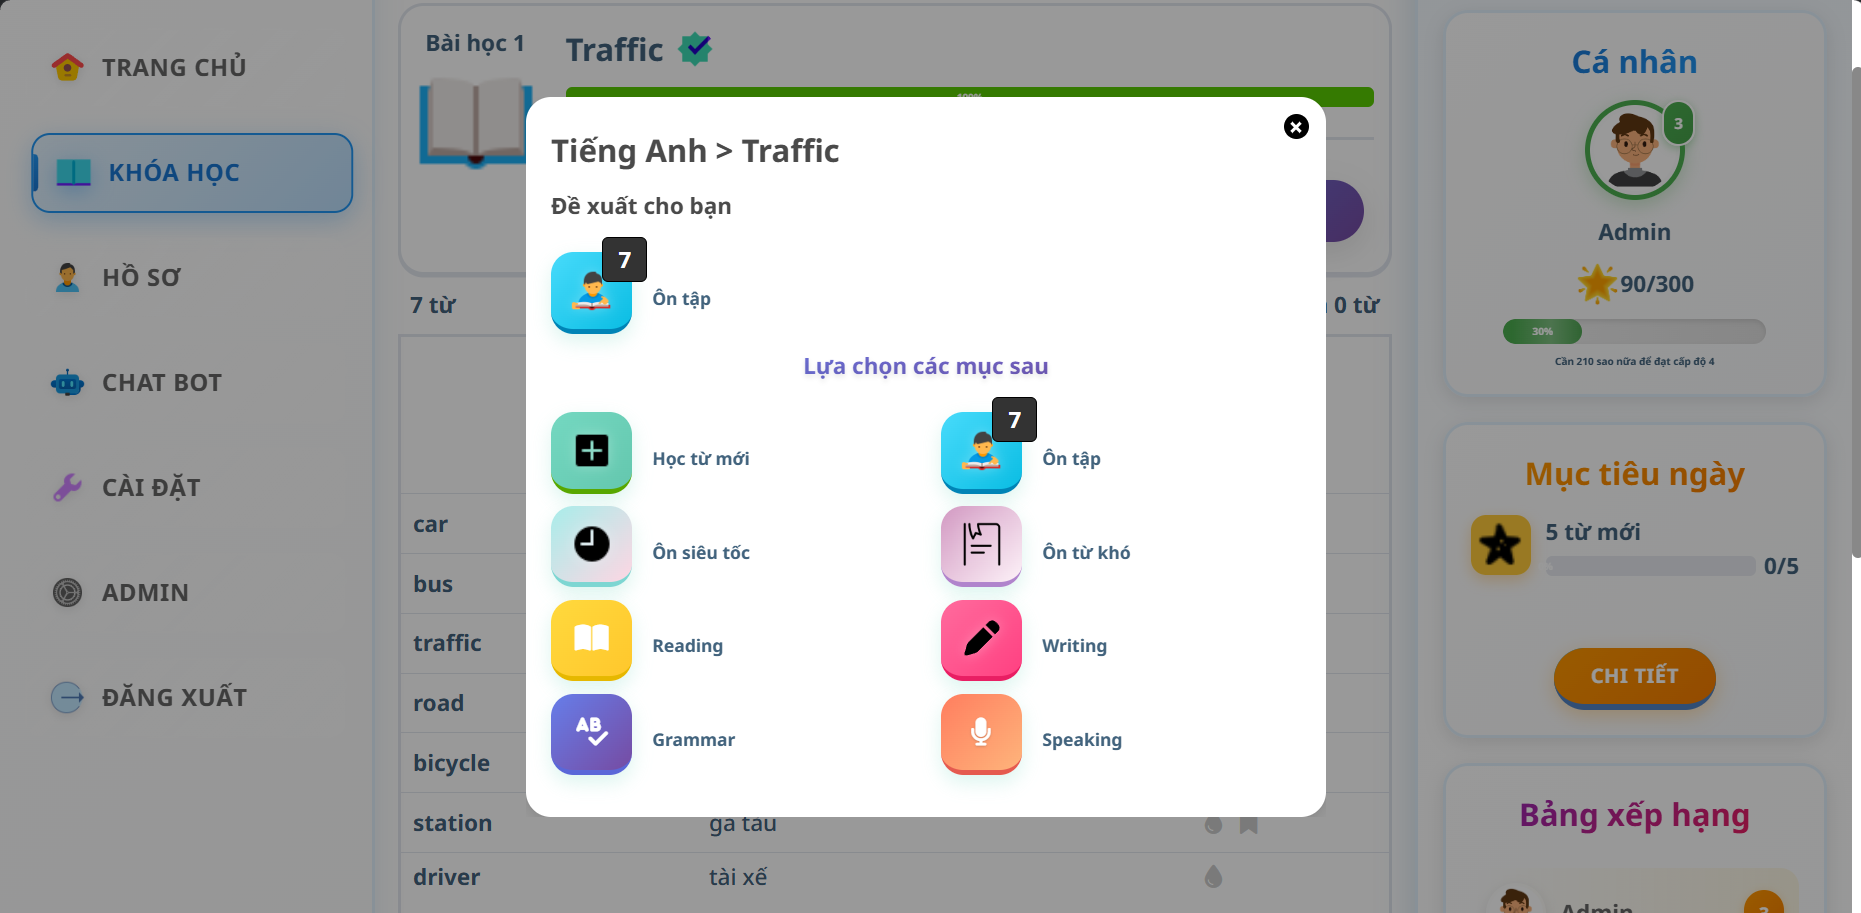 TRANG CHỦ
KHÓA HỌC
HỒ SƠ
CHAT BOT
CÀI ĐẶT
ADMIN
ĐĂNG XUẤT
Bài học 1
Traffic
100%
7 từ
0 từ
car
bus
traffic
road
bicycle
station
ga tàu
driver
tài xế
Tiếng Anh > Traffic
Đề xuất cho bạn
7
Ôn tập
Lựa chọn các mục sau
Học từ mới
7
Ôn tập
Ôn siêu tốc
Ôn từ khó
Reading
Writing
AB
Grammar
Speaking
Cá nhân
3
Admin
90/300
30%
Cần 210 sao nữa để đạt cấp độ 4
Mục tiêu ngày
5 từ mới
0/5
CHI TIẾT
Bảng xếp hạng
Admin